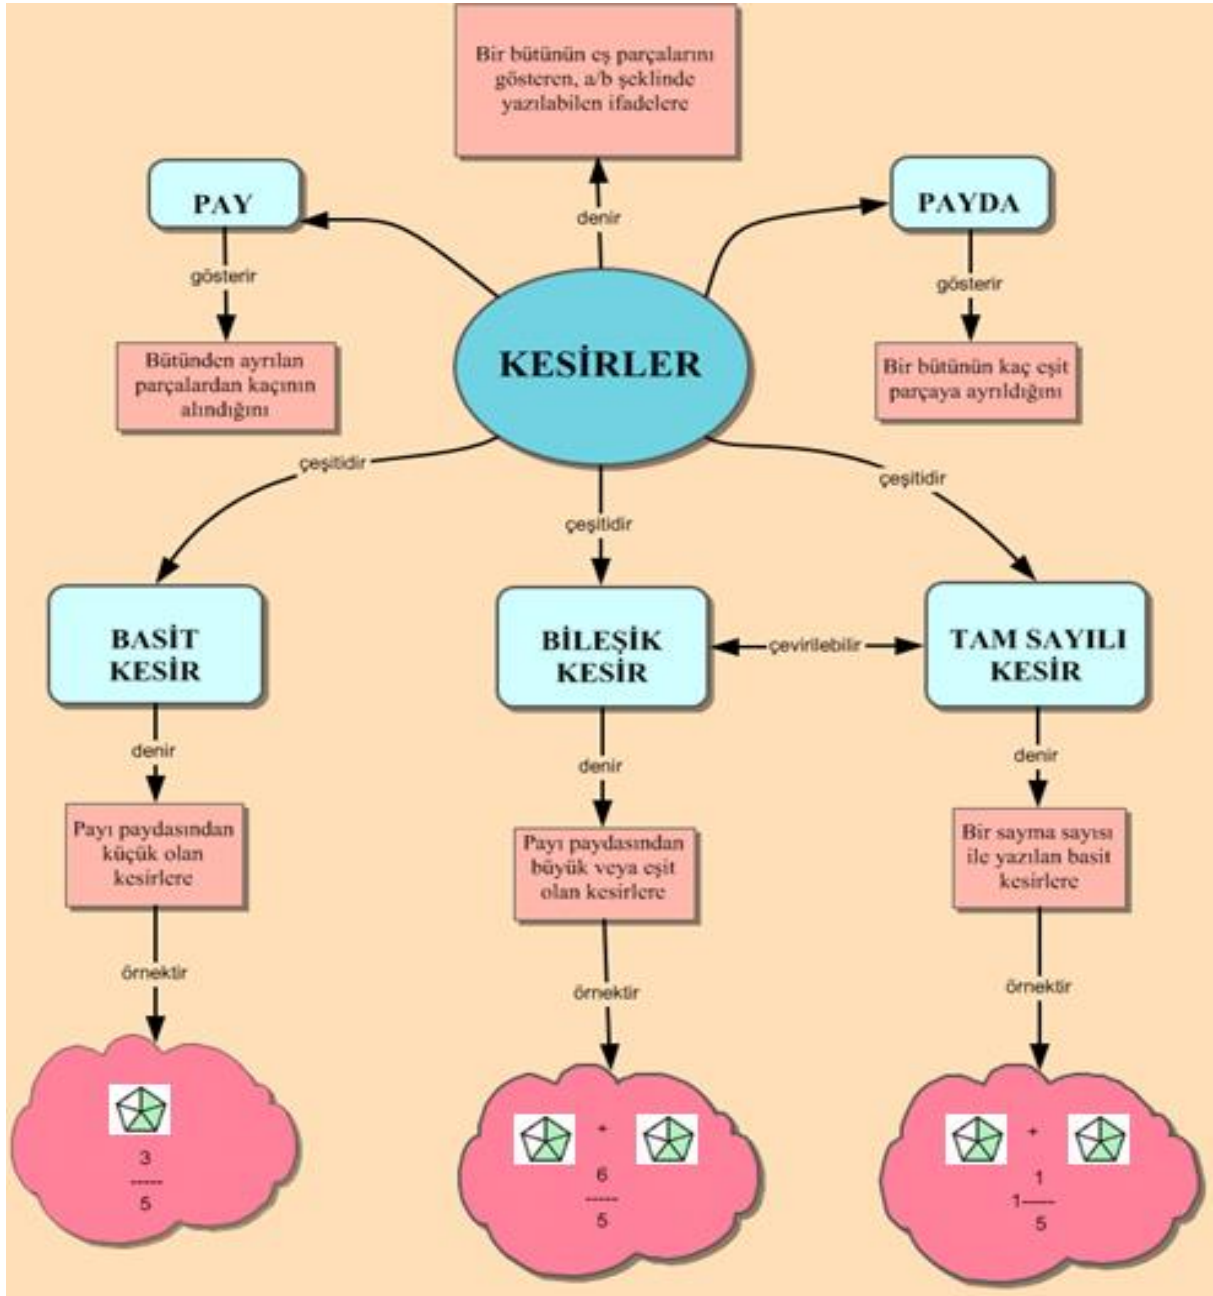 Bir bütünün eş parçalarını
gösteren, a/b şeklinde
yazılabilen ifadelere
PAY
PAYDA
denir
gösterir
gösterir
Bütünden ayrılan
parçalardan kaçının
alındığını
KESİRLER
Bir bütünün kaç eşit
parçaya ayrıldığını
çeşitidir
çeşitidir
çeşitidir
BASİT
KESİR
BİLEŞİK
KESİR
çevirilebilir
TAM SAYILI
KESİR
denir
denir
denir
Payı paydasından
küçük olan
kesirlere
Payı paydasından
büyük veya eşit
olan kesirlere
Bir sayma sayısı
ile yazılan basit
kesirlere
örnektir
örnektir
örnektir
3
-----
5
+
6
-----
5
+
1
1-----
5